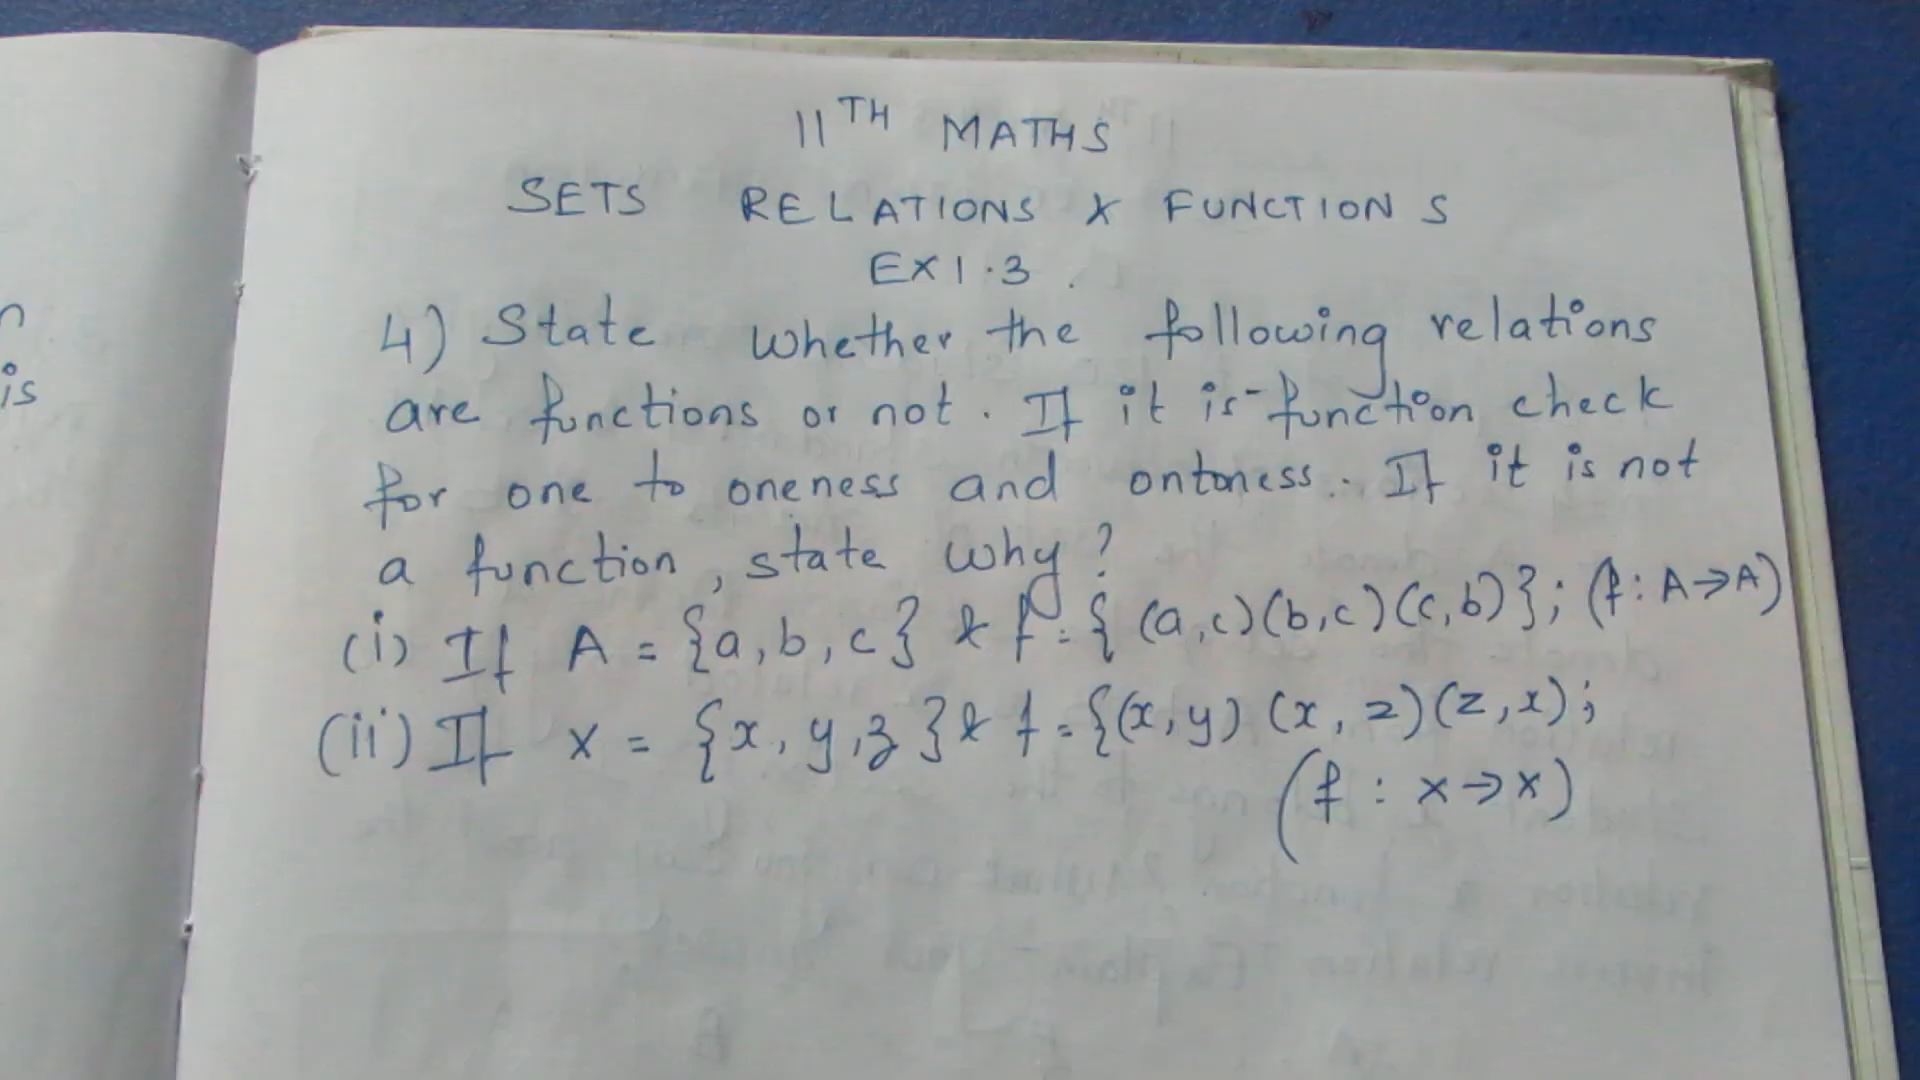 11TH MATHS
SETS RELATIONS & FUNCTIONS
EX 1.3
4) State whether the following relations
are functions or not. If it is function check
for one to oneness and ontoness. If it is not
a function, state why?
(i) If A = {a, b, c} & f = { (a,c)(b,c)(c,b)}; (f: A→A)
(ii) If x = {x, y, z} & f = {(x,y) (x, z)(z,x);
(f : x→x)
is